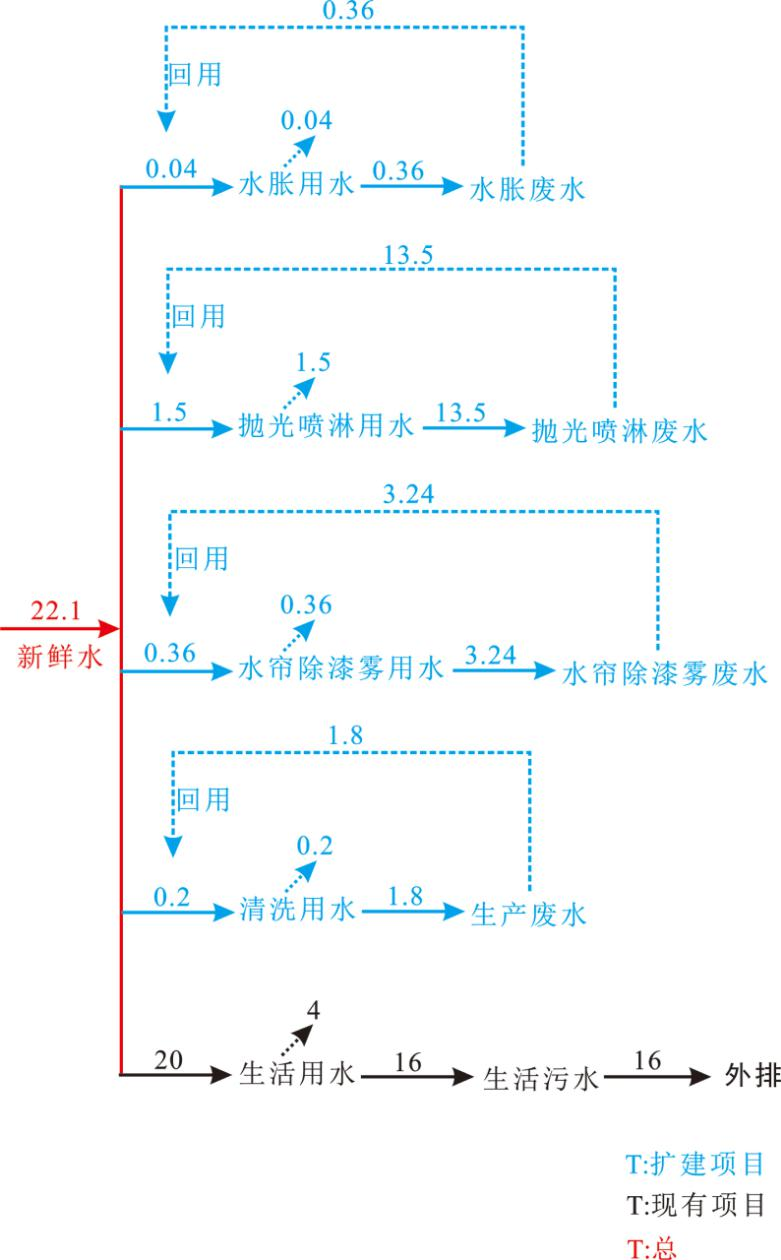 0.36
回用
0.04
0.04 水胀用水 0.36 水胀废水
13.5
回用
1.5
1.5 抛光喷淋用水 13.5 抛光喷淋废水
3.24
回用
0.36
22.1
新鲜水
0.36 水帘除漆雾用水 3.24 水帘除漆雾废水
1.8
回用
0.2
0.2 清洗用水 1.8 生产废水
4
20 生活用水 16 生活污水 16 外排
T:扩建项目
T:现有项目
T:总